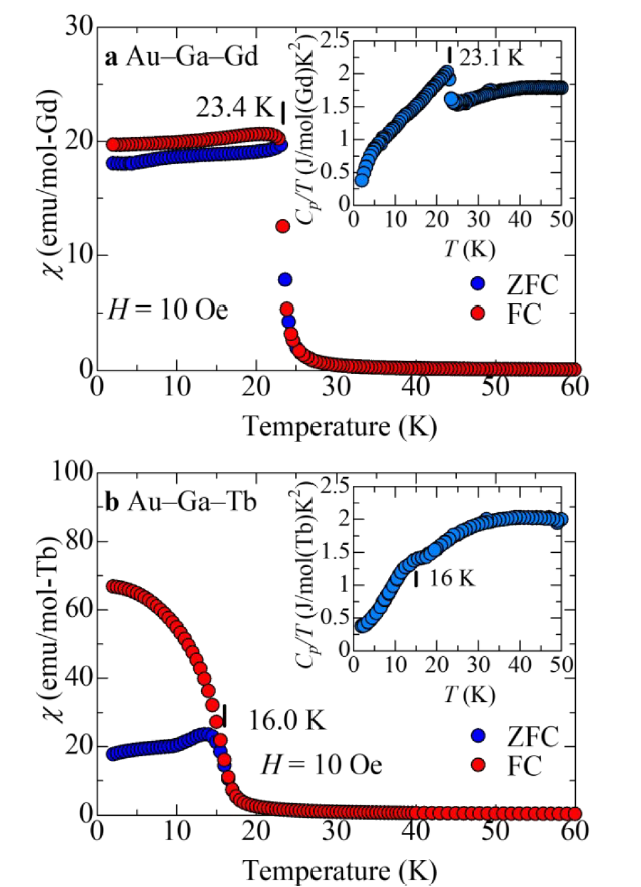 a Au–Ga–Gd
χ (emu/mol-Gd)
30
20
10
0
23.4 K
H = 10 Oe
ZFC
FC
0 10 20 30 40 50 60
Temperature (K)
Cp/T (J/mol(Gd)K2)
2.5
2
1.5
1
0.5
0
23.1 K
0 10 20 30 40 50
T (K)
b Au–Ga–Tb
χ (emu/mol-Tb)
100
80
60
40
20
0
16.0 K
H = 10 Oe
ZFC
FC
0 10 20 30 40 50 60
Temperature (K)
Cp/T (J/mol(Tb)K2)
2.5
2
1.5
1
0.5
0
16 K
0 10 20 30 40 50
T (K)